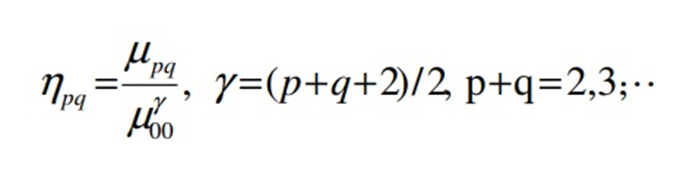 η_pq = μ_pq / μ_00^γ, γ=(p+q+2)/2, p+q=2,3;··